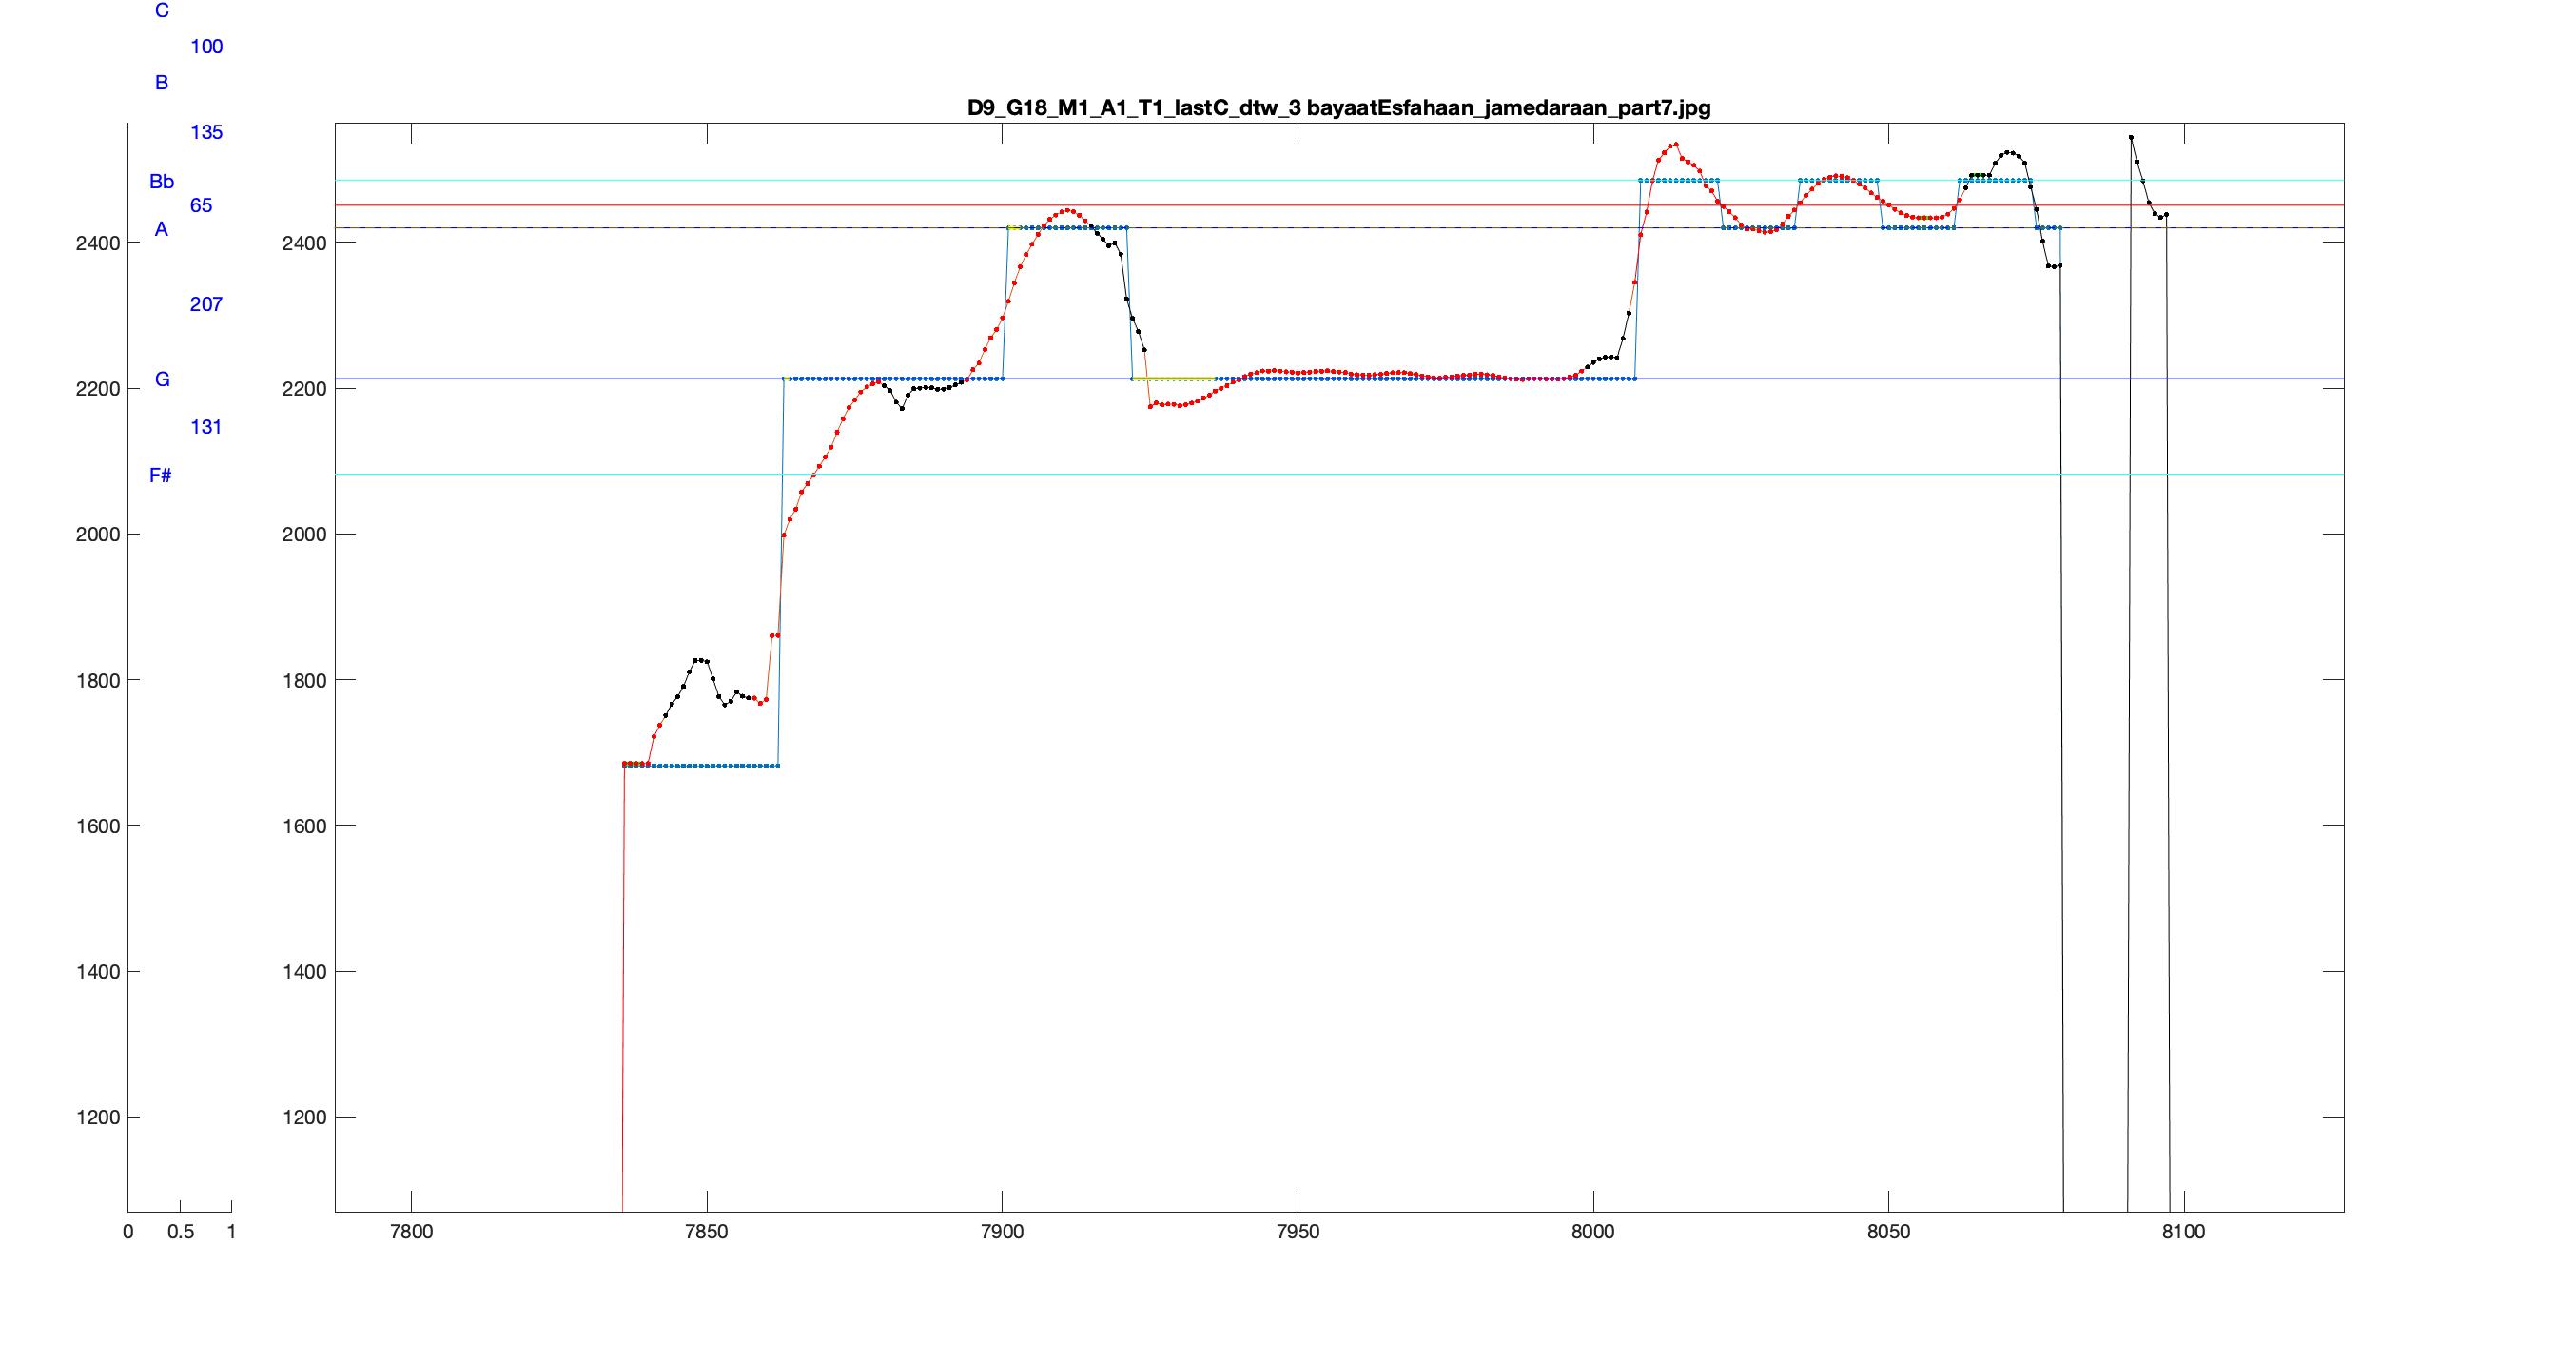 C
100
B
D9_G18_M1_A1_T1_lastC_dtw_3 bayaatEsfahaan_jamedaraan_part7.jpg
135
Bb
65
A
2400 2400
207
G
2200 2200
131
F#
2000 2000
1800 1800
1600 1600
1400 1400
1200 1200
0 0.5 1 7800 7850 7900 7950 8000 8050 8100